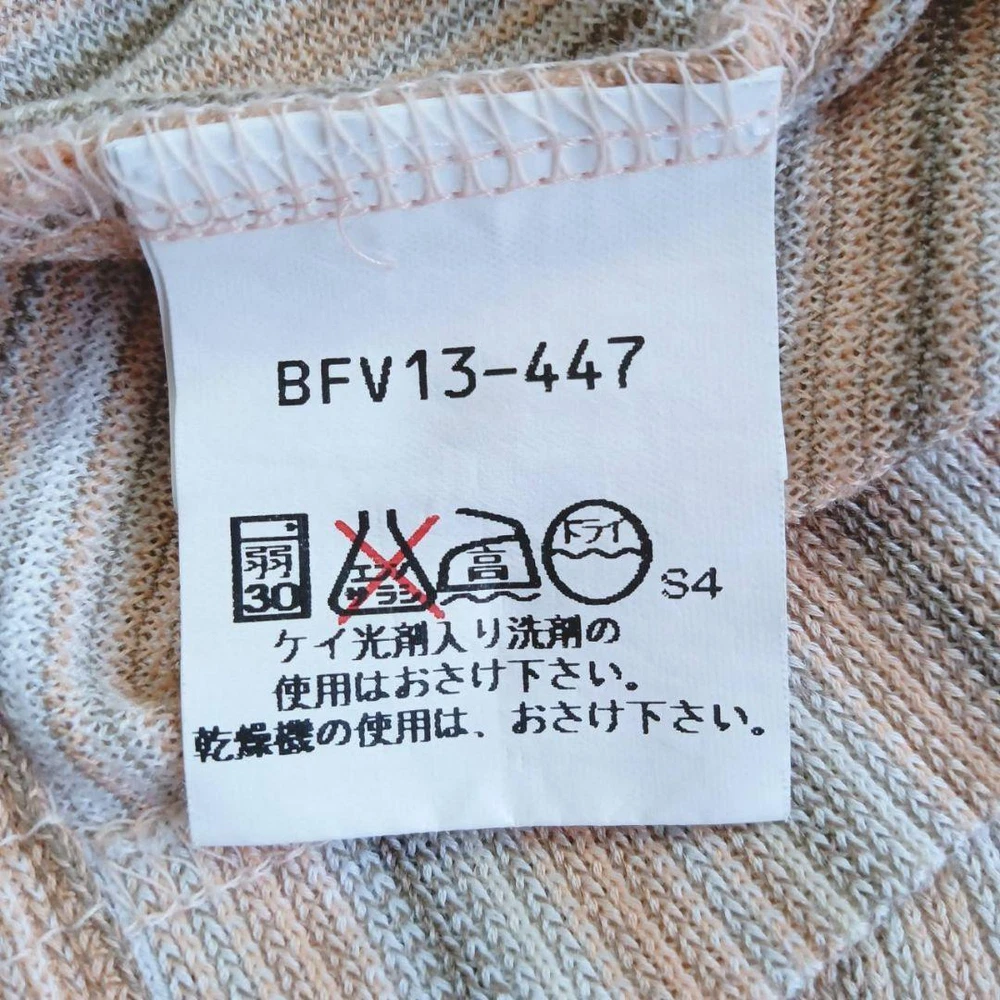 BFV13-447
弱 30 エンソ サラシ 高 ドライ S4
ケイ光剤入り洗剤の
使用はおさけ下さい。
乾燥機の使用は、おさけ下さい。